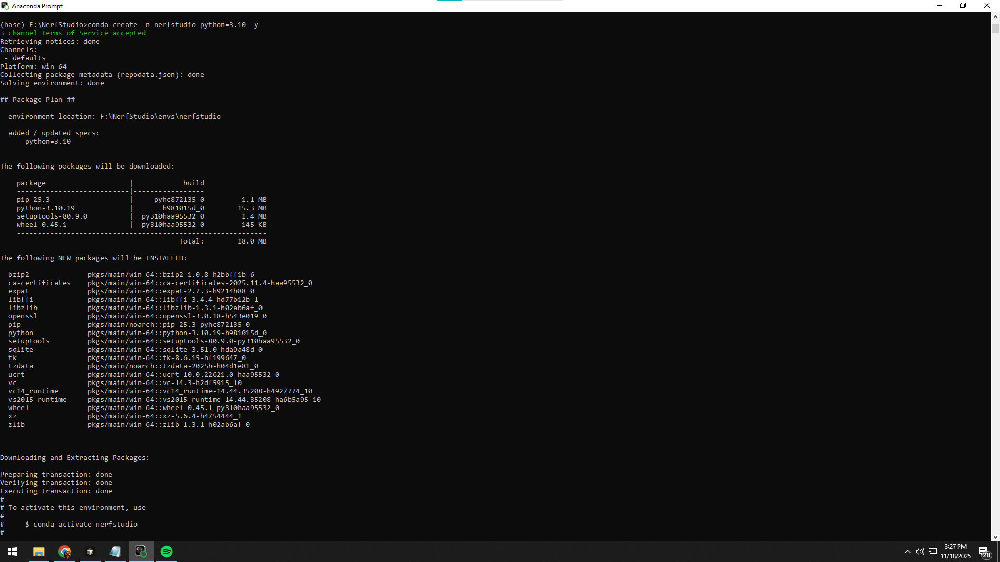 Anaconda Prompt
(base) F:\NerfStudio>conda create -n nerfstudio python=3.10 -y
3 channel Terms of Service accepted
Retrieving notices: done
Channels:
 - defaults
Platform: win-64
Collecting package metadata (repodata.json): done
Solving environment: done
## Package Plan ##
  environment location: F:\NerfStudio\envs\nerfstudio
  added / updated specs:
    - python=3.10
The following packages will be downloaded:
    package                    |            build
    ---------------------------|-----------------
    pip-25.3                   |     pyhc872135_0         1.1 MB
    python-3.10.19             |       h981015d_0        15.3 MB
    setuptools-80.9.0          |  py310haa95532_0         1.4 MB
    wheel-0.45.1               |  py310haa95532_0         145 KB
    ------------------------------------------------------------
                                           Total:        18.0 MB
The following NEW packages will be INSTALLED:
  bzip2              pkgs/main/win-64::bzip2-1.0.8-h2bbff1b_6
  ca-certificates    pkgs/main/win-64::ca-certificates-2025.11.4-haa95532_0
  expat              pkgs/main/win-64::expat-2.7.3-h9214b88_0
  libffi             pkgs/main/win-64::libffi-3.4.4-hd77b12b_1
  libzlib            pkgs/main/win-64::libzlib-1.3.1-h02ab6af_0
  openssl            pkgs/main/win-64::openssl-3.0.18-h543e019_0
  pip                pkgs/main/noarch::pip-25.3-pyhc872135_0
  python             pkgs/main/win-64::python-3.10.19-h981015d_0
  setuptools         pkgs/main/win-64::setuptools-80.9.0-py310haa95532_0
  sqlite             pkgs/main/win-64::sqlite-3.51.0-hda9a48d_0
  tk                 pkgs/main/win-64::tk-8.6.15-hf199647_0
  tzdata             pkgs/main/noarch::tzdata-2025b-h04d1e81_0
  ucrt               pkgs/main/win-64::ucrt-10.0.22621.0-haa95532_0
  vc                 pkgs/main/win-64::vc-14.3-h2df5915_10
  vc14_runtime       pkgs/main/win-64::vc14_runtime-14.44.35208-h4927774_10
  vs2015_runtime     pkgs/main/win-64::vs2015_runtime-14.44.35208-ha6b5a95_10
  wheel              pkgs/main/win-64::wheel-0.45.1-py310haa95532_0
  xz                 pkgs/main/win-64::xz-5.6.4-h4754444_1
  zlib               pkgs/main/win-64::zlib-1.3.1-h02ab6af_0
Downloading and Extracting Packages:
Preparing transaction: done
Verifying transaction: done
Executing transaction: done
#
# To activate this environment, use
#
#     $ conda activate nerfstudio
#
3:27 PM
11/18/2025
28